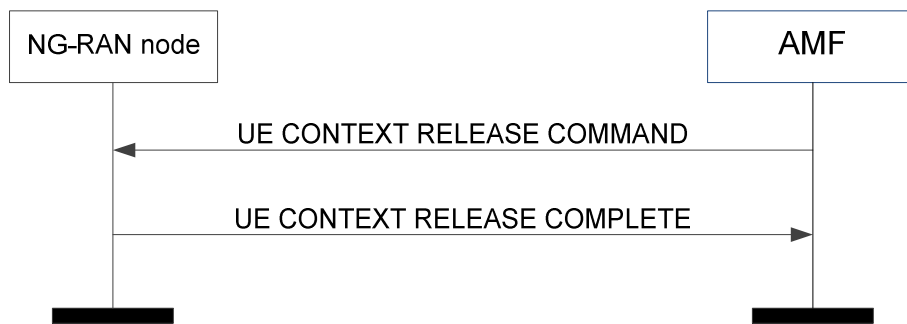 NG-RAN node
AMF
UE CONTEXT RELEASE COMMAND
UE CONTEXT RELEASE COMPLETE